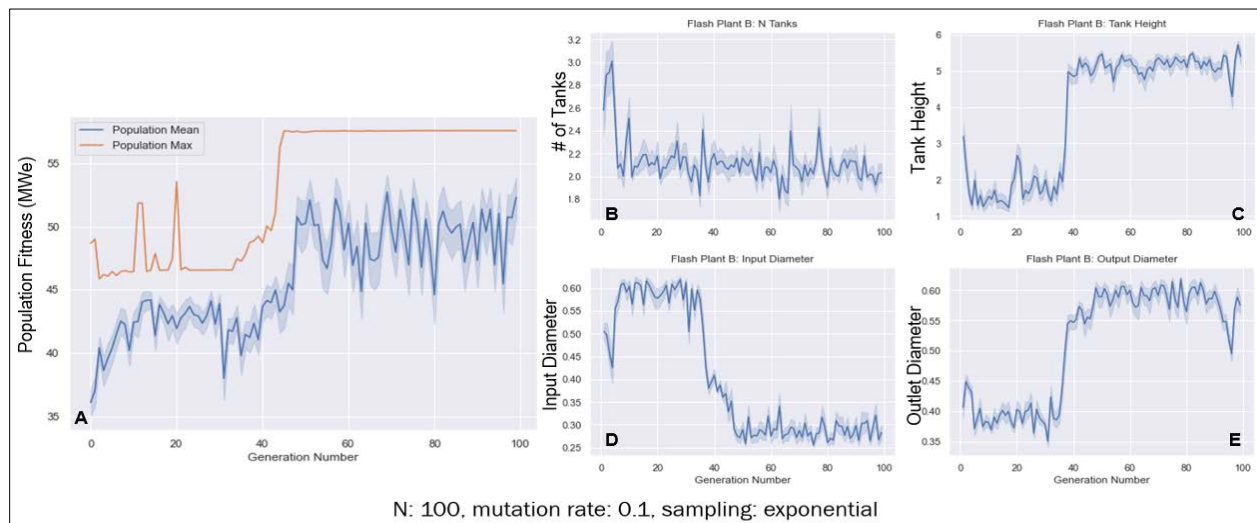 Population Fitness (MWe)
Population Mean
Population Max
55
50
45
40
35
A
0 20 40 60 80 100
Generation Number
Flash Plant B: N Tanks
# of Tanks
3.2
3.0
2.8
2.6
2.4
2.2
2.0
1.8
B
0 20 40 60 80 100
Flash Plant B: Tank Height
Tank Height
6
5
4
3
2
1
C
0 20 40 60 80 100
Flash Plant B: Input Diameter
Input Diameter
0.60
0.55
0.50
0.45
0.40
0.35
0.30
0.25
D
0 20 40 60 80 100
Generation Number
Flash Plant B: Output Diameter
Outlet Diameter
0.60
0.55
0.50
0.45
0.40
0.35
E
0 20 40 60 80 100
Generation Number
N: 100, mutation rate: 0.1, sampling: exponential